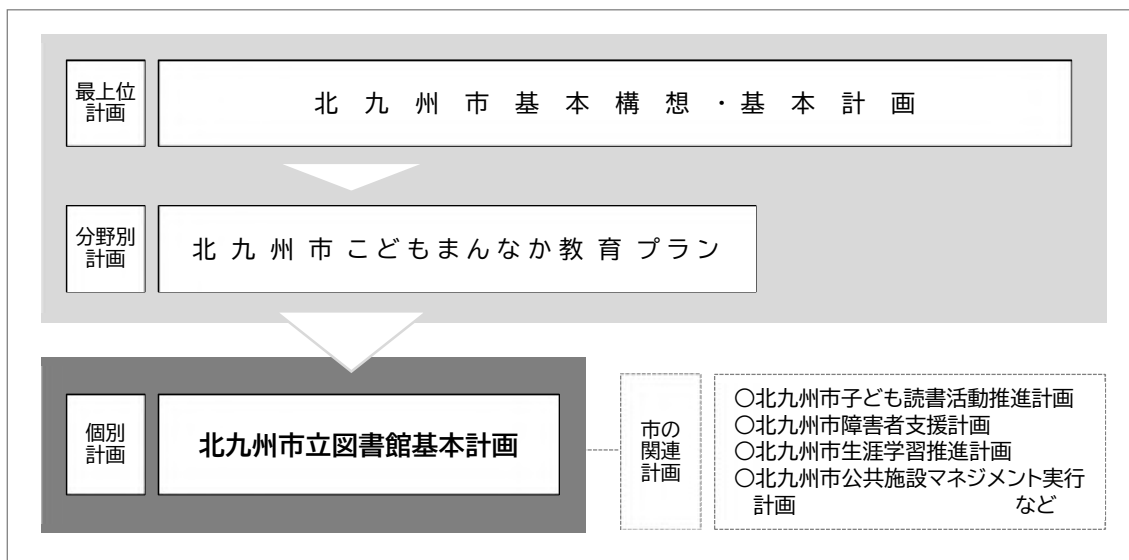 最上位
計画
北九州市基本構想・基本計画
分野別
計画
北九州市こどもまんなか教育プラン
個別
計画
北九州市立図書館基本計画
市の
関連
計画
○北九州市子ども読書活動推進計画
○北九州市障害者支援計画
○北九州市生涯学習推進計画
○北九州市公共施設マネジメント実行
計画 など